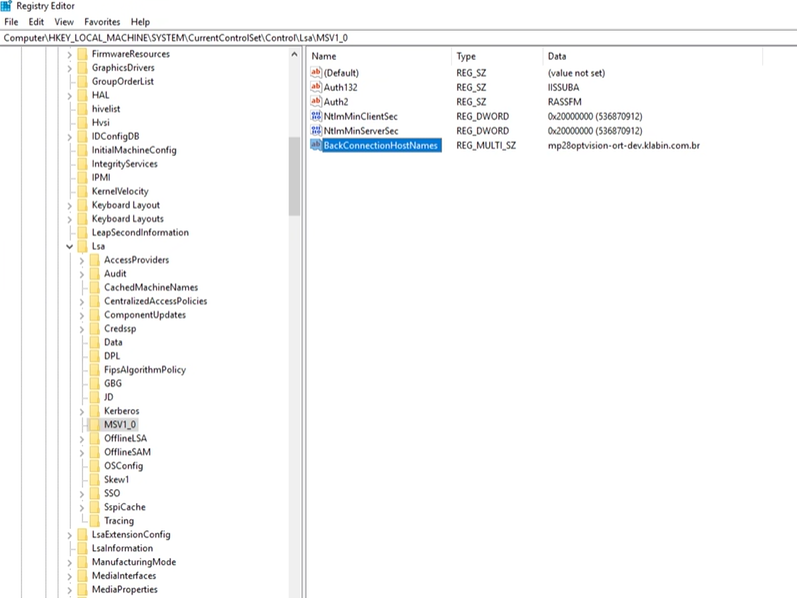 Registry Editor
File Edit View Favorites Help
Computer\HKEY_LOCAL_MACHINE\SYSTEM\CurrentControlSet\Control\Lsa\MSV1_0
FirmwareResources
GraphicsDrivers
GroupOrderList
HAL
hivelist
Hvsi
IDConfigDB
InitialMachineConfig
IntegrityServices
IPMI
KernelVelocity
Keyboard Layout
Keyboard Layouts
LeapSecondInformation
Lsa
AccessProviders
Audit
CachedMachineNames
CentralizedAccessPolicies
ComponentUpdates
Credssp
Data
DPL
FipsAlgorithmPolicy
GBG
JD
Kerberos
MSV1_0
OfflineLSA
OfflineSAM
OSConfig
Skew1
SSO
SspiCache
Tracing
LsaExtensionConfig
LsaInformation
ManufacturingMode
MediaInterfaces
MediaProperties
Name Type Data
(Default) REG_SZ (value not set)
Auth132 REG_SZ IISSUBA
Auth2 REG_SZ RASSFM
NtlmMinClientSec REG_DWORD 0x20000000 (536870912)
NtlmMinServerSec REG_DWORD 0x20000000 (536870912)
BackConnectionHostNames REG_MULTI_SZ mp28optvision-ort-dev.klabin.com.br